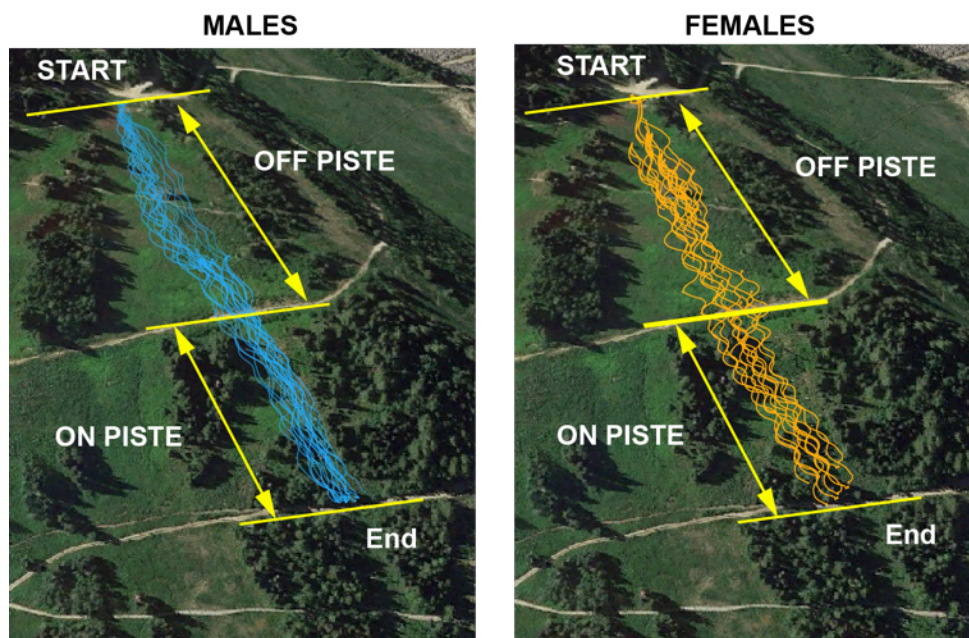 MALES
START
OFF PISTE
ON PISTE
End
FEMALES
START
OFF PISTE
ON PISTE
End